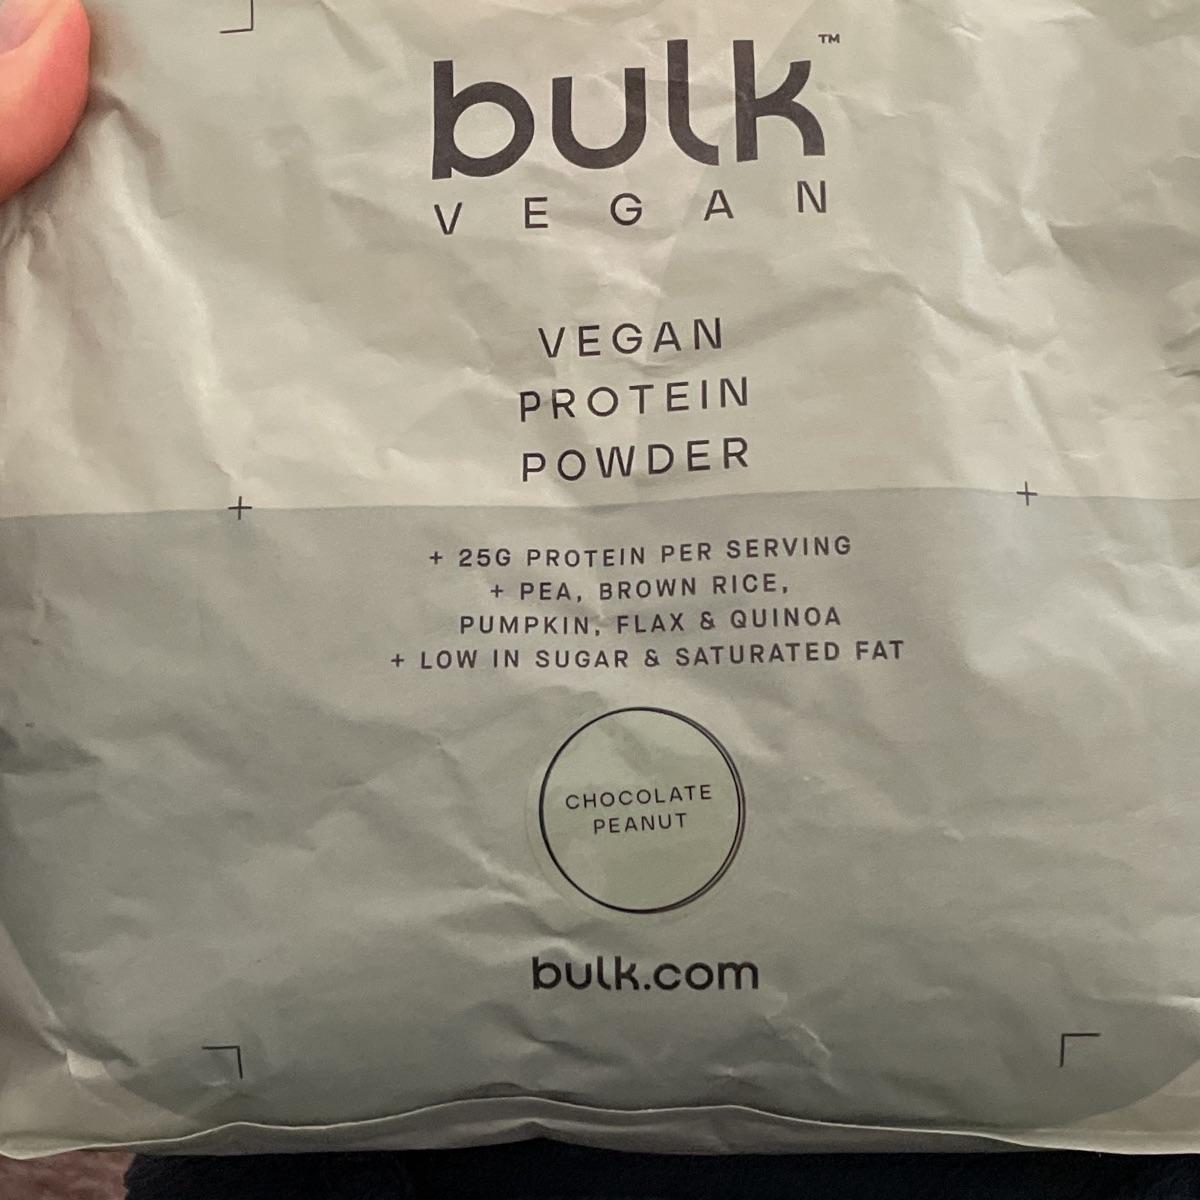 bulk™
VEGAN
VEGAN
PROTEIN
POWDER
+ 25G PROTEIN PER SERVING
+ PEA, BROWN RICE,
PUMPKIN, FLAX & QUINOA
+ LOW IN SUGAR & SATURATED FAT
CHOCOLATE
PEANUT
bulk.com